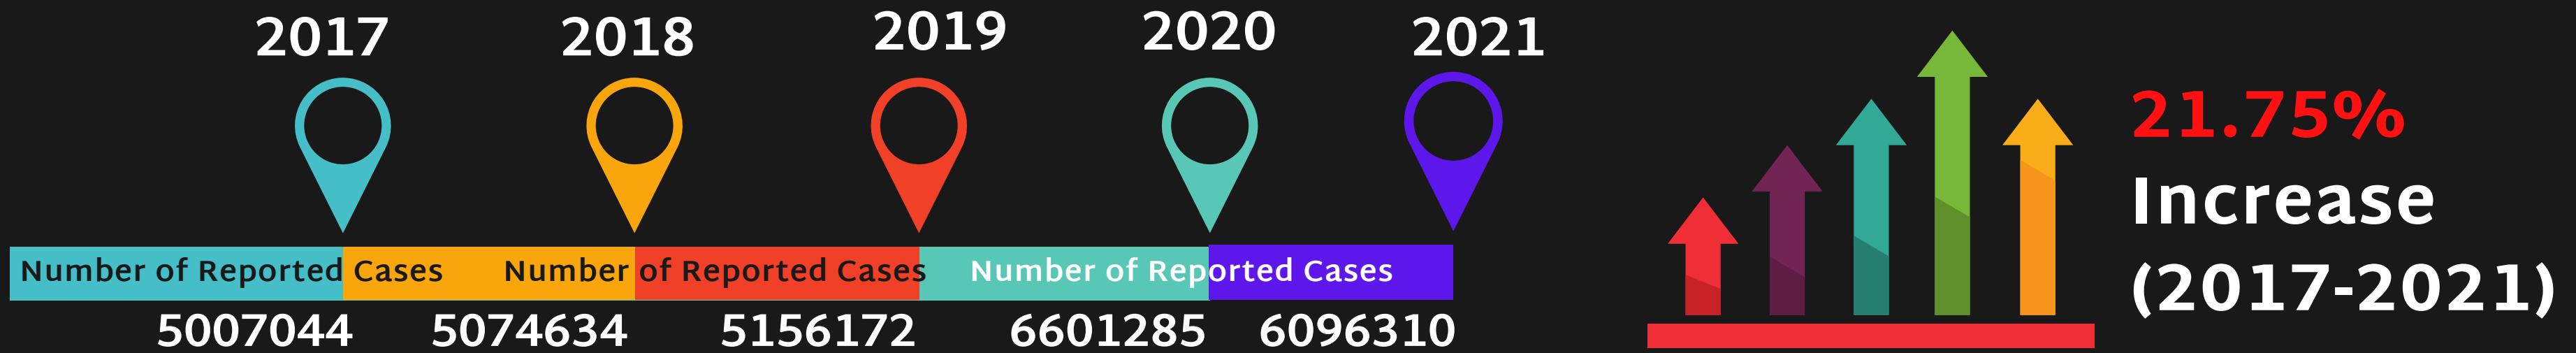 2017 2018 2019 2020 2021
Number of Reported Cases Number of Reported Cases Number of Reported Cases
5007044 5074634 5156172 6601285 6096310
21.75%
Increase
(2017-2021)